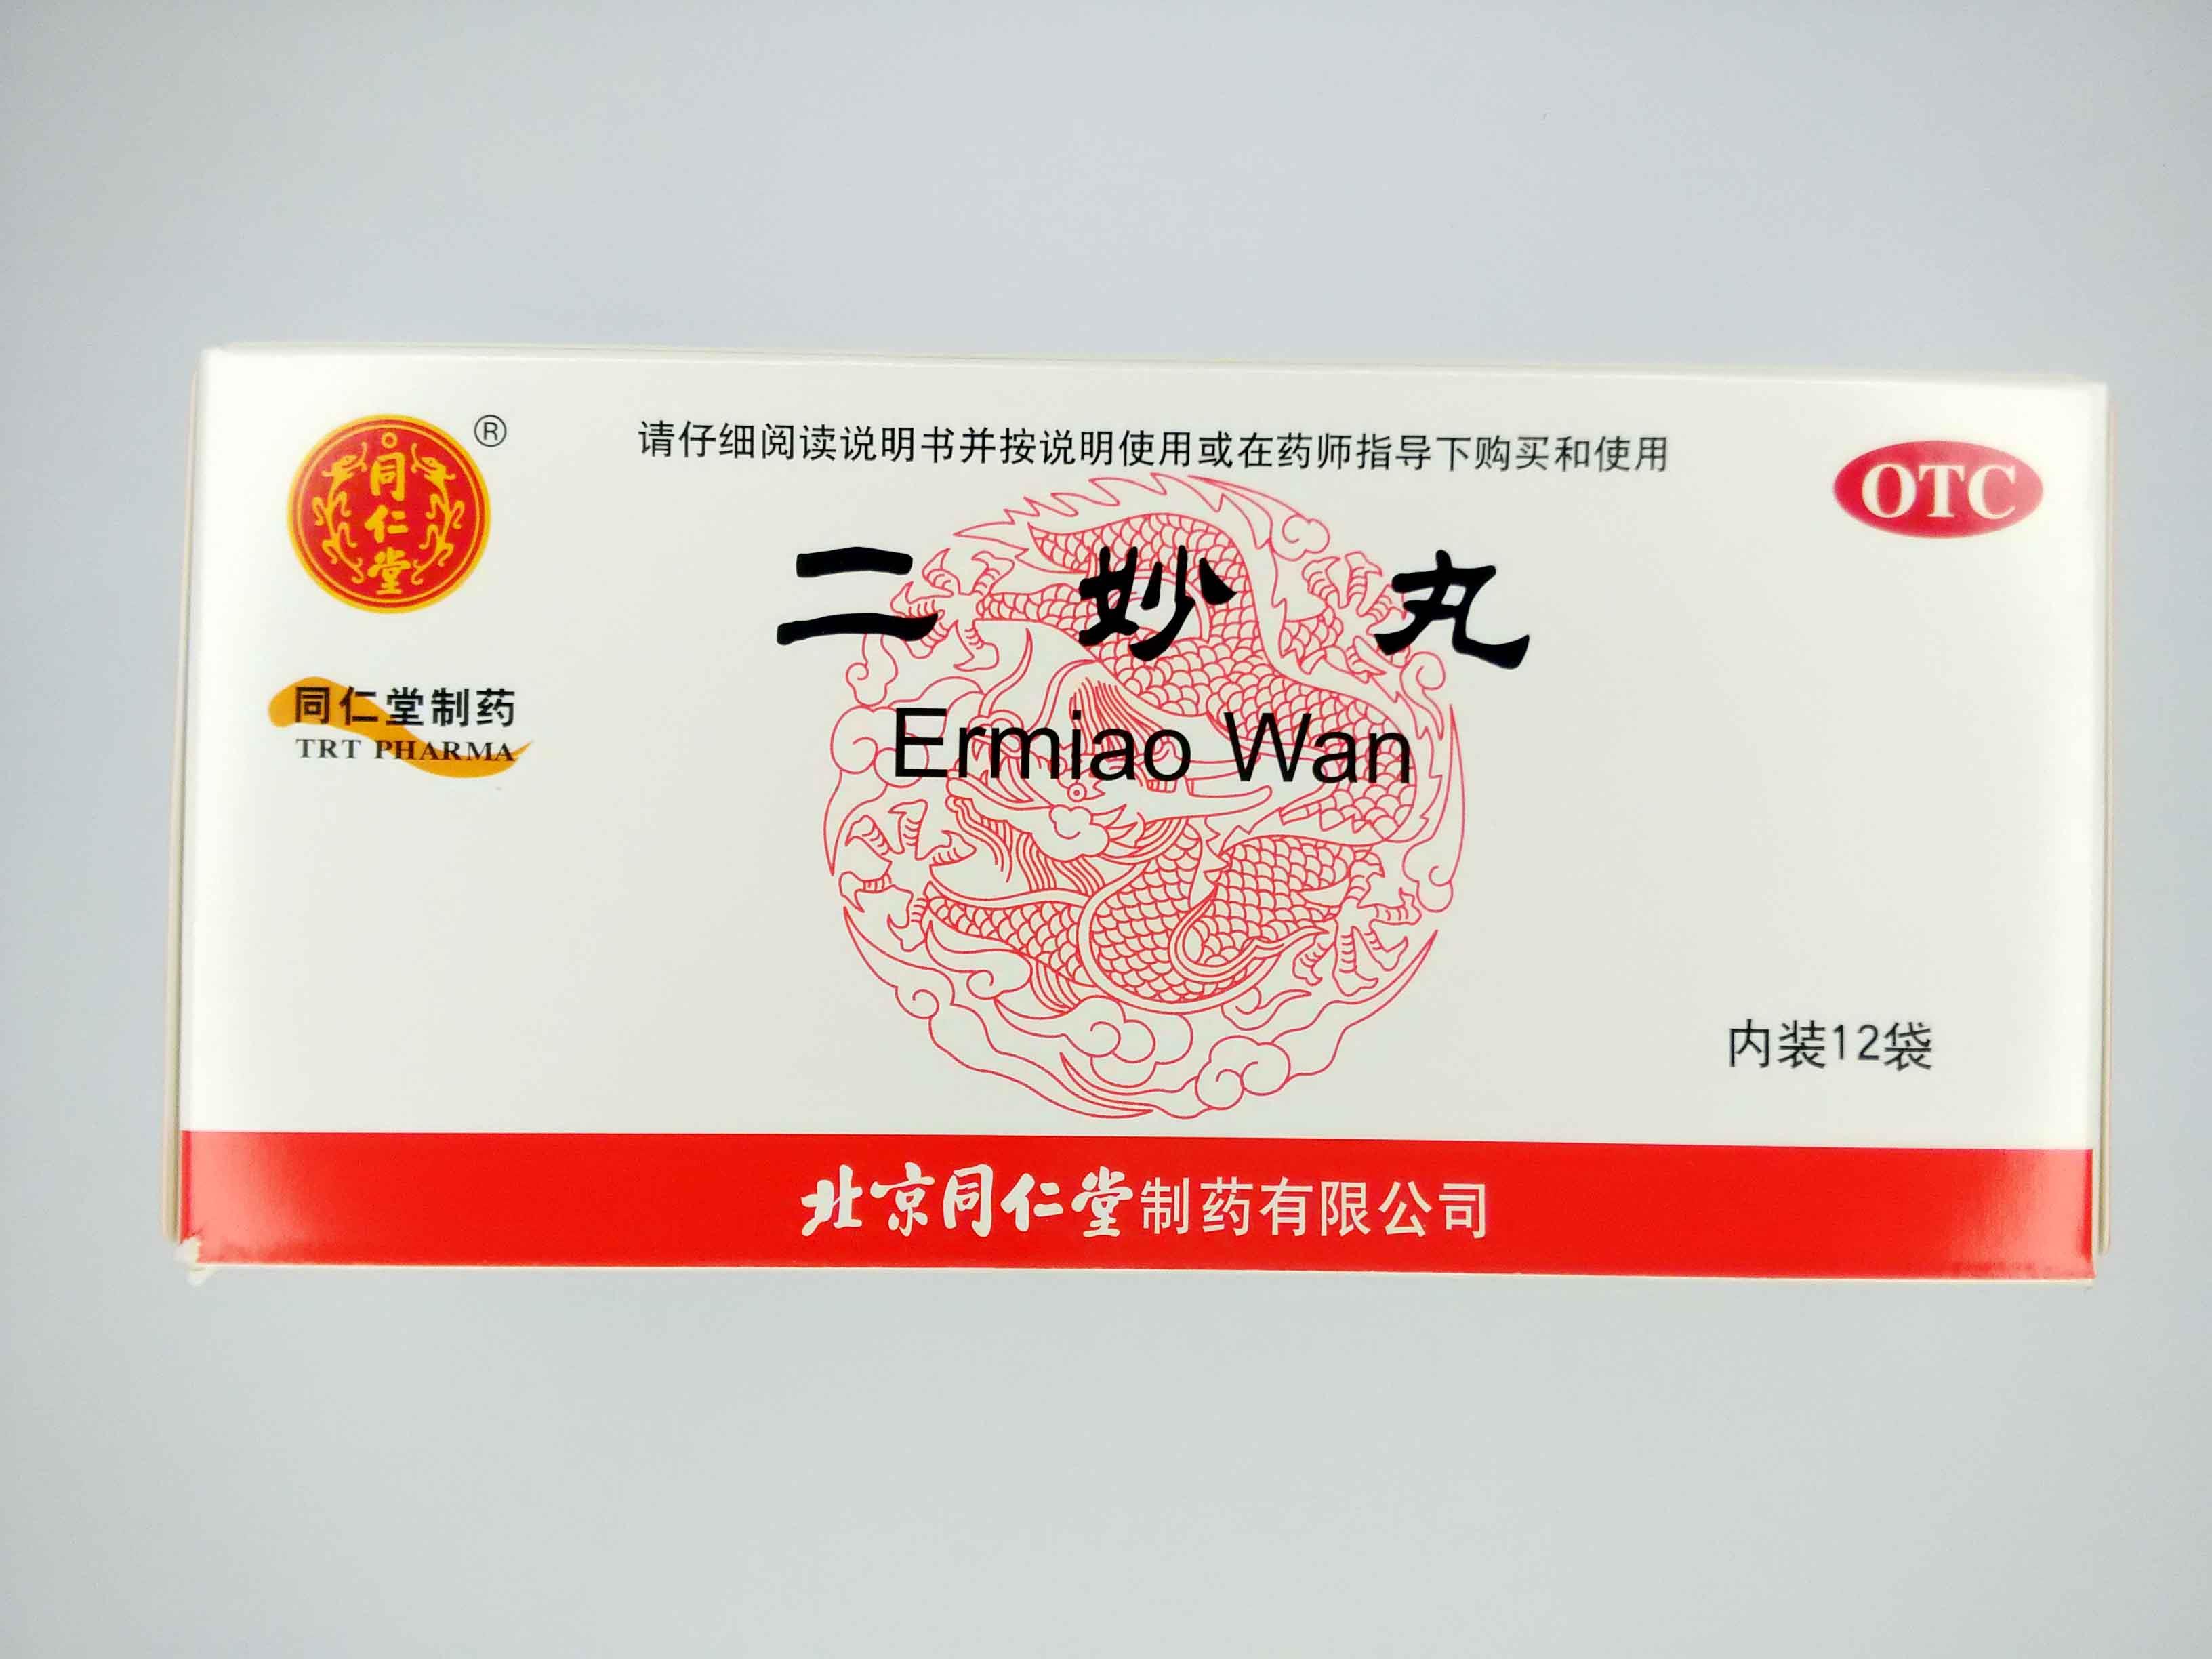 ®
请仔细阅读说明书并按说明使用或在药师指导下购买和使用
OTC
同仁堂
二妙丸
同仁堂制药
TRT PHARMA
Ermiao Wan
内装12袋
北京同仁堂制药有限公司